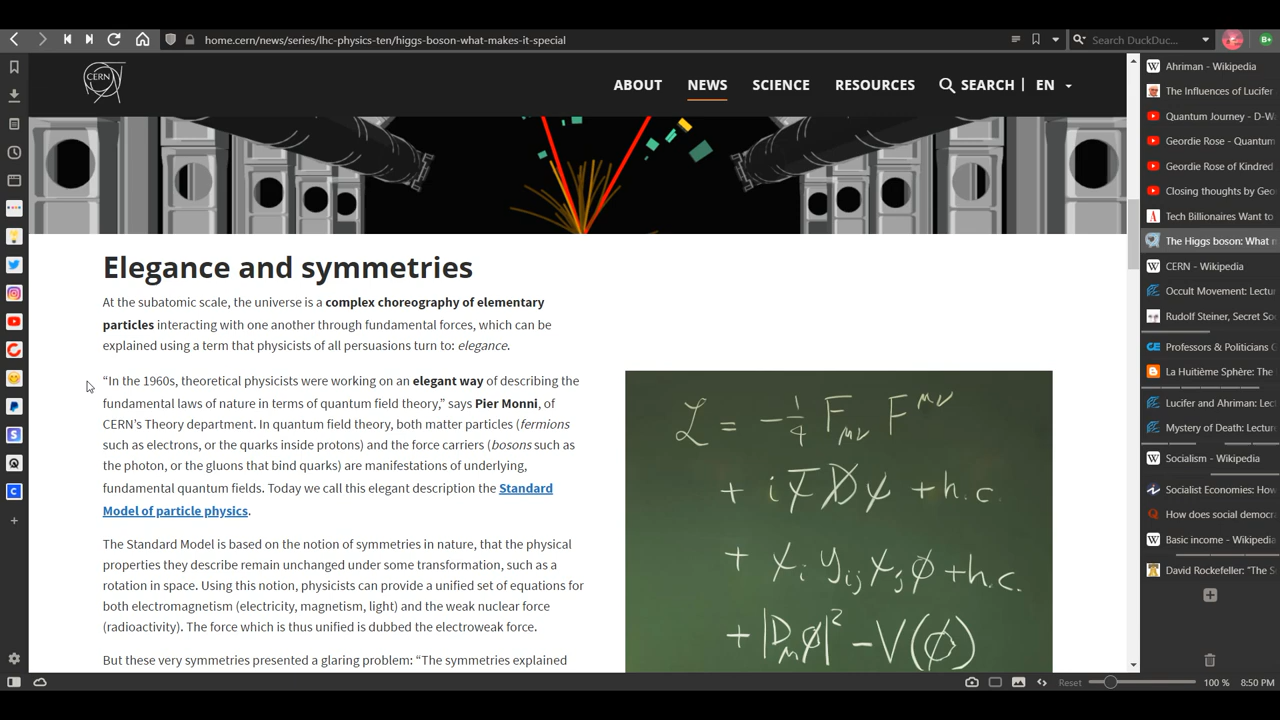 home.cern/news/series/lhc-physics-ten/higgs-boson-what-makes-it-special
Search DuckDuc...
CERN
ABOUT
NEWS
SCIENCE
RESOURCES
SEARCH
EN
Elegance and symmetries
At the subatomic scale, the universe is a complex choreography of elementary
particles interacting with one another through fundamental forces, which can be
explained using a term that physicists of all persuasions turn to: elegance.
“In the 1960s, theoretical physicists were working on an elegant way of describing the
fundamental laws of nature in terms of quantum field theory,” says Pier Monni, of
CERN’s Theory department. In quantum field theory, both matter particles (fermions
such as electrons, or the quarks inside protons) and the force carriers (bosons such as
the photon, or the gluons that bind quarks) are manifestations of underlying,
fundamental quantum fields. Today we call this elegant description the Standard
Model of particle physics.
The Standard Model is based on the notion of symmetries in nature, that the physical
properties they describe remain unchanged under some transformation, such as a
rotation in space. Using this notion, physicists can provide a unified set of equations for
both electromagnetism (electricity, magnetism, light) and the weak nuclear force
(radioactivity). The force which is thus unified is dubbed the electroweak force.
But these very symmetries presented a glaring problem: “The symmetries explained
ℒ = -1/4 F_μν F^μν
+ iψ̄D̸ψ + h.c.
+ χ_i y_ij χ_j φ + h.c.
+ |D_μ φ|² - V(φ)
Ahriman - Wikipedia
The Influences of Lucifer
Quantum Journey - D-W
Geordie Rose - Quantum
Geordie Rose of Kindred
Closing thoughts by Geo
Tech Billionaires Want to
The Higgs boson: What m
CERN - Wikipedia
Occult Movement: Lectu
Rudolf Steiner, Secret So
Professors & Politicians G
La Huitième Sphère: The
Lucifer and Ahriman: Lect
Mystery of Death: Lectur
Socialism - Wikipedia
Socialist Economies: How
How does social democr
Basic income - Wikipedia
David Rockefeller: "The S
Reset
100 %
8:50 PM